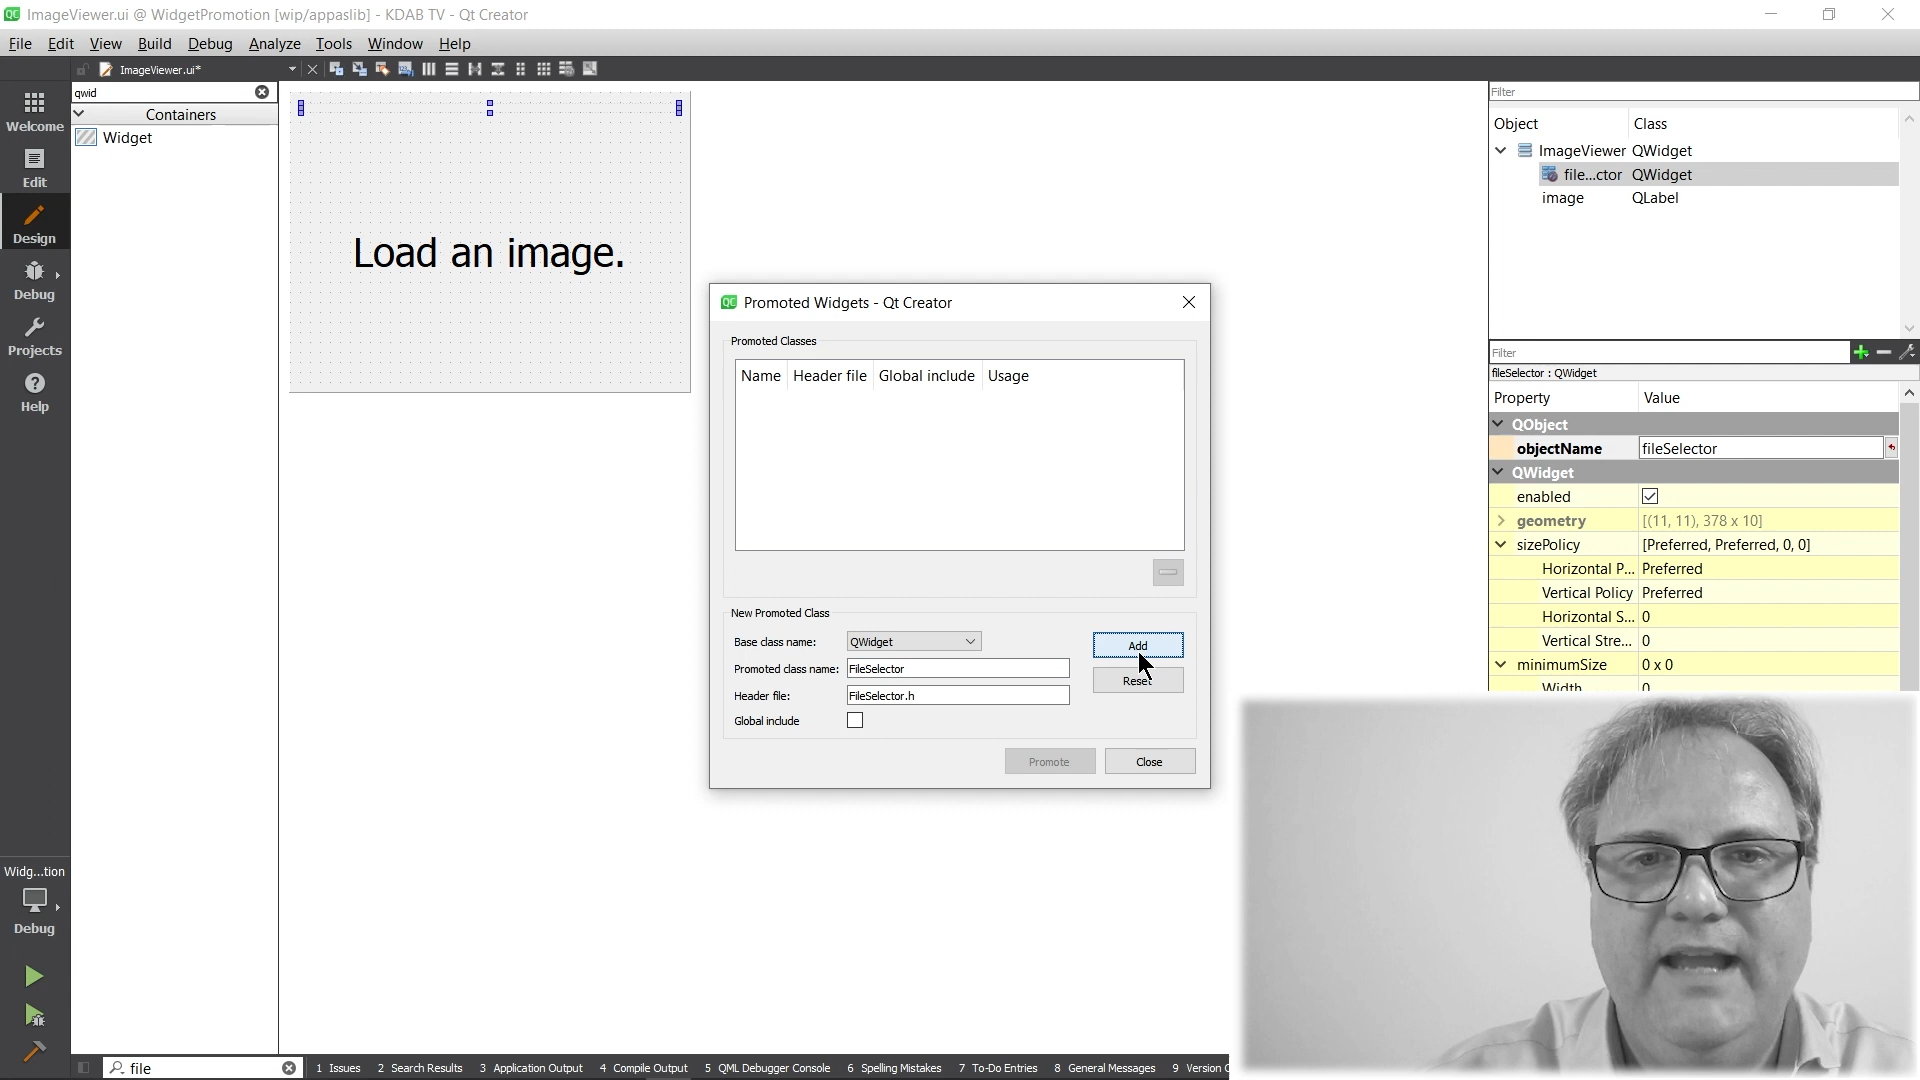 ImageViewer.ui @ WidgetPromotion [wip/appaslib] - KDAB TV - Qt Creator
File Edit View Build Debug Analyze Tools Window Help
ImageViewer.ui*
qwid
Containers
Widget
Welcome
Edit
Design
Debug
Projects
Help
Widg...tion
Debug
file
Load an image.
Promoted Widgets - Qt Creator
Promoted Classes
Name Header file Global include Usage
New Promoted Class
Base class name: QWidget
Add
Promoted class name: FileSelector
Reset
Header file: FileSelector.h
Global include
Promote Close
Filter
Object Class
ImageViewer QWidget
file...ctor QWidget
image QLabel
Filter
fileSelector : QWidget
Property Value
QObject
objectName fileSelector
QWidget
enabled
geometry [(11, 11), 378 x 10]
sizePolicy [Preferred, Preferred, 0, 0]
Horizontal P... Preferred
Vertical Policy Preferred
Horizontal S... 0
Vertical Stre... 0
minimumSize 0 x 0
Width 0
1 Issues 2 Search Results 3 Application Output 4 Compile Output 5 QML Debugger Console 6 Spelling Mistakes 7 To-Do Entries 8 General Messages 9 Version